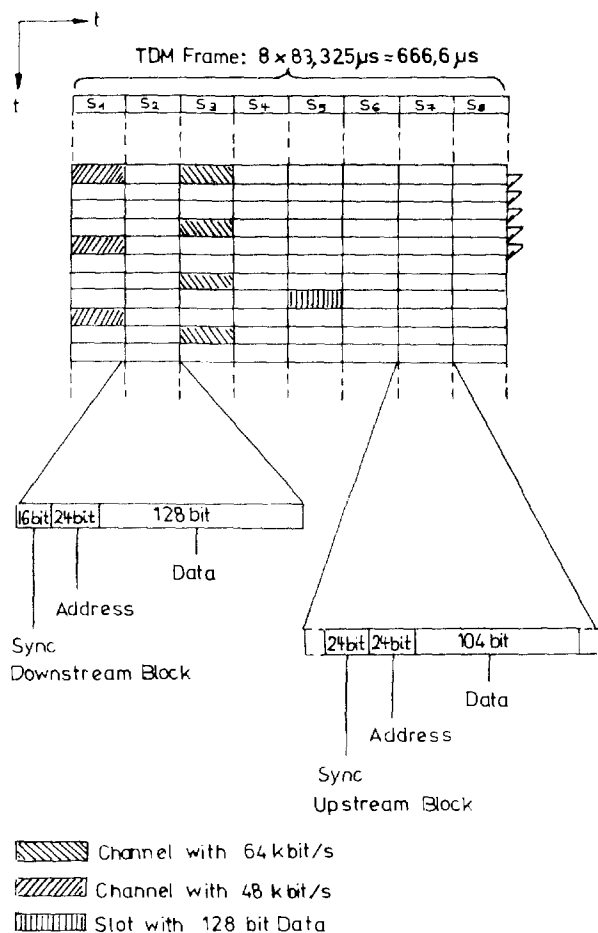 t
TDM Frame: 8 × 83,325µs = 666,6 µs
t
S1 S2 S3 S4 S5 S6 S7 S8
16bit 24bit 128 bit
Data
Address
Sync
Downstream Block
24bit 24bit 104 bit
Data
Address
Sync
Upstream Block
Channel with 64 kbit/s
Channel with 48 kbit/s
Slot with 128 bit Data